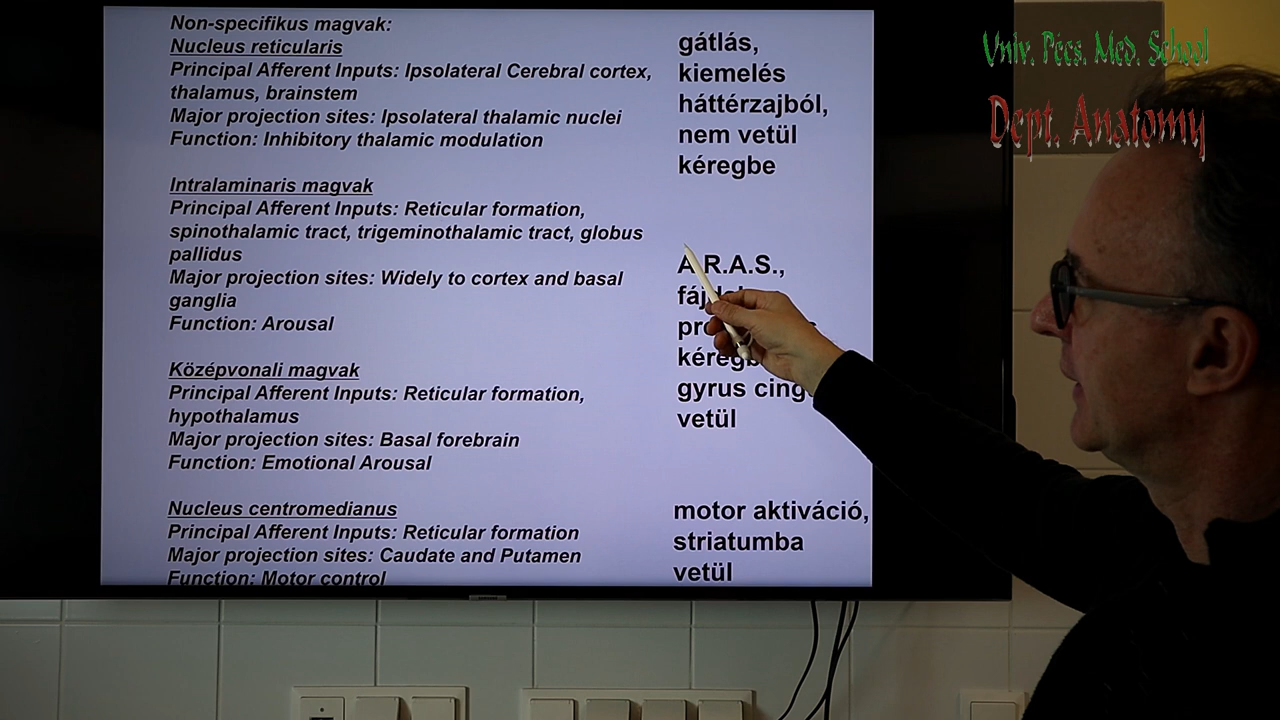 Non-specifikus magvak:
Nucleus reticularis
Principal Afferent Inputs: Ipsolateral Cerebral cortex,
thalamus, brainstem
Major projection sites: Ipsolateral thalamic nuclei
Function: Inhibitory thalamic modulation
gátlás,
kiemelés
háttérzajból,
nem vetül
kéregbe
Intralaminaris magvak
Principal Afferent Inputs: Reticular formation,
spinothalamic tract, trigeminothalamic tract, globus
pallidus
Major projection sites: Widely to cortex and basal
ganglia
Function: Arousal
Középvonali magvak
Principal Afferent Inputs: Reticular formation,
hypothalamus
Major projection sites: Basal forebrain
Function: Emotional Arousal
A.R.A.S.,
gyrus
vetül
Nucleus centromedianus
Principal Afferent Inputs: Reticular formation
Major projection sites: Caudate and Putamen
Function: Motor control
motor aktiváció,
striatumba
vetül
Univ. Pécs. Med. School
Dept. Anatomy